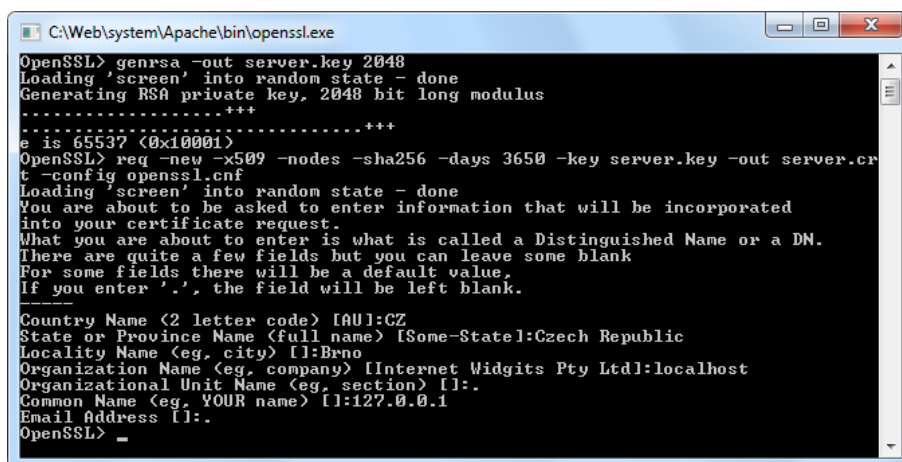 C:\Web\system\Apache\bin\openssl.exe
OpenSSL> genrsa -out server.key 2048
Loading 'screen' into random state - done
Generating RSA private key, 2048 bit long modulus
...................+++
................................+++
e is 65537 (0x10001)
OpenSSL> req -new -x509 -nodes -sha256 -days 3650 -key server.key -out server.cr
t -config openssl.cnf
Loading 'screen' into random state - done
You are about to be asked to enter information that will be incorporated
into your certificate request.
What you are about to enter is what is called a Distinguished Name or a DN.
There are quite a few fields but you can leave some blank
For some fields there will be a default value,
If you enter '.', the field will be left blank.
-----
Country Name (2 letter code) [AU]:CZ
State or Province Name (full name) [Some-State]:Czech Republic
Locality Name (eg, city) []:Brno
Organization Name (eg, company) [Internet Widgits Pty Ltd]:localhost
Organizational Unit Name (eg, section) []:.
Common Name (eg, YOUR name) []:127.0.0.1
Email Address []:.
OpenSSL> _